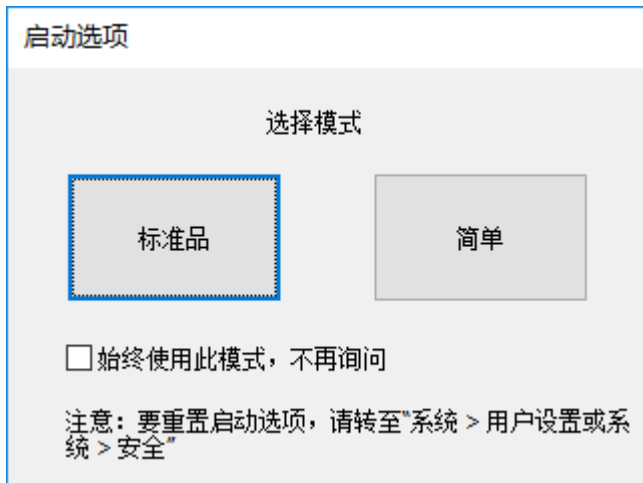 启动选项
选择模式
标准品
简单
始终使用此模式，不再询问
注意：要重置启动选项，请转至“系统 > 用户设置或系
统 > 安全”